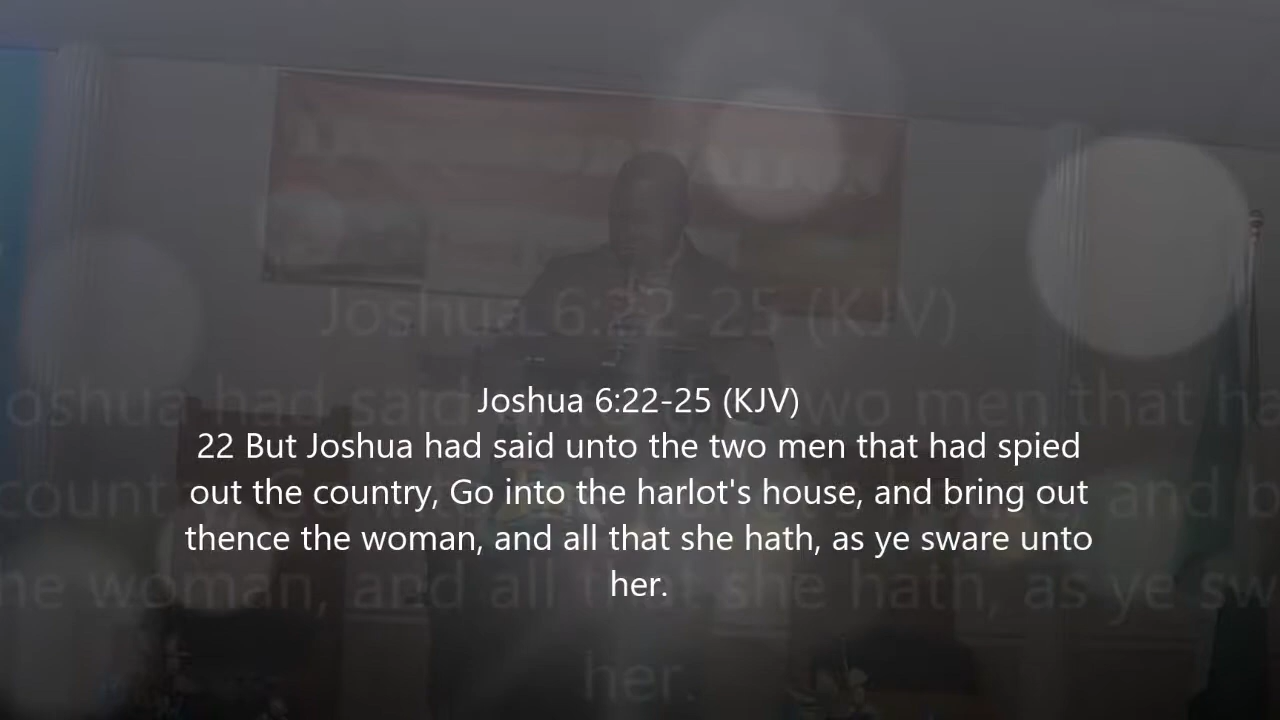 Joshua 6:22-25 (KJV)
22 But Joshua had said unto the two men that had spied
out the country, Go into the harlot's house, and bring out
thence the woman, and all that she hath, as ye sware unto
her.